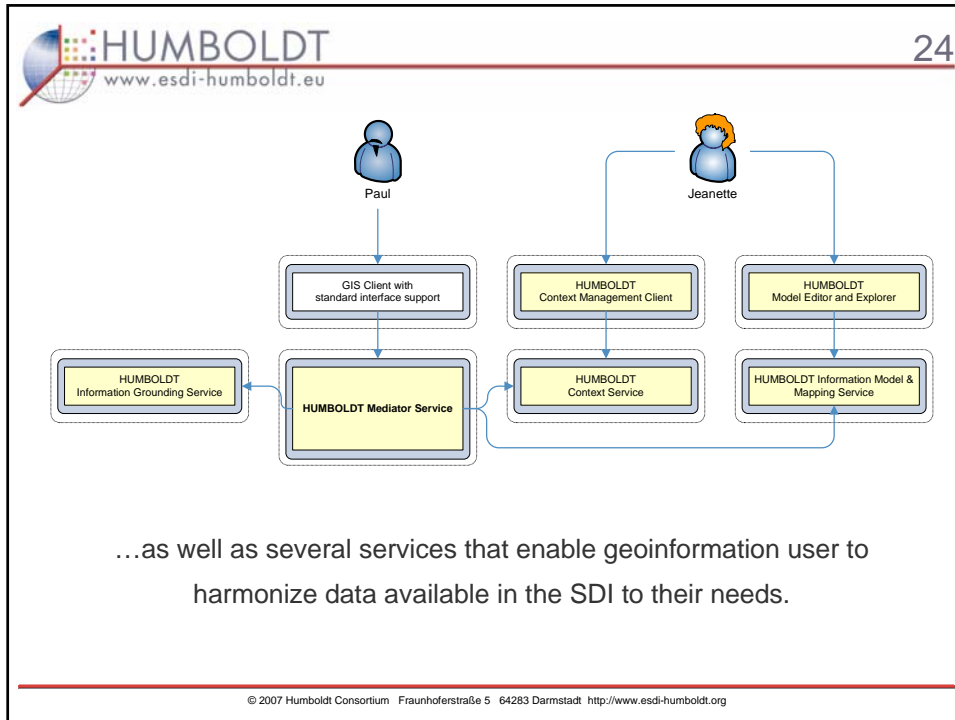 HUMBOLDT
www.esdi-humboldt.eu
24
Paul
Jeanette
GIS Client with
standard interface support
HUMBOLDT
Context Management Client
HUMBOLDT
Model Editor and Explorer
HUMBOLDT
Information Grounding Service
HUMBOLDT Mediator Service
HUMBOLDT
Context Service
HUMBOLDT Information Model &
Mapping Service
…as well as several services that enable geoinformation user to
harmonize data available in the SDI to their needs.
© 2007 Humboldt Consortium Fraunhoferstraße 5 64283 Darmstadt http://www.esdi-humboldt.org